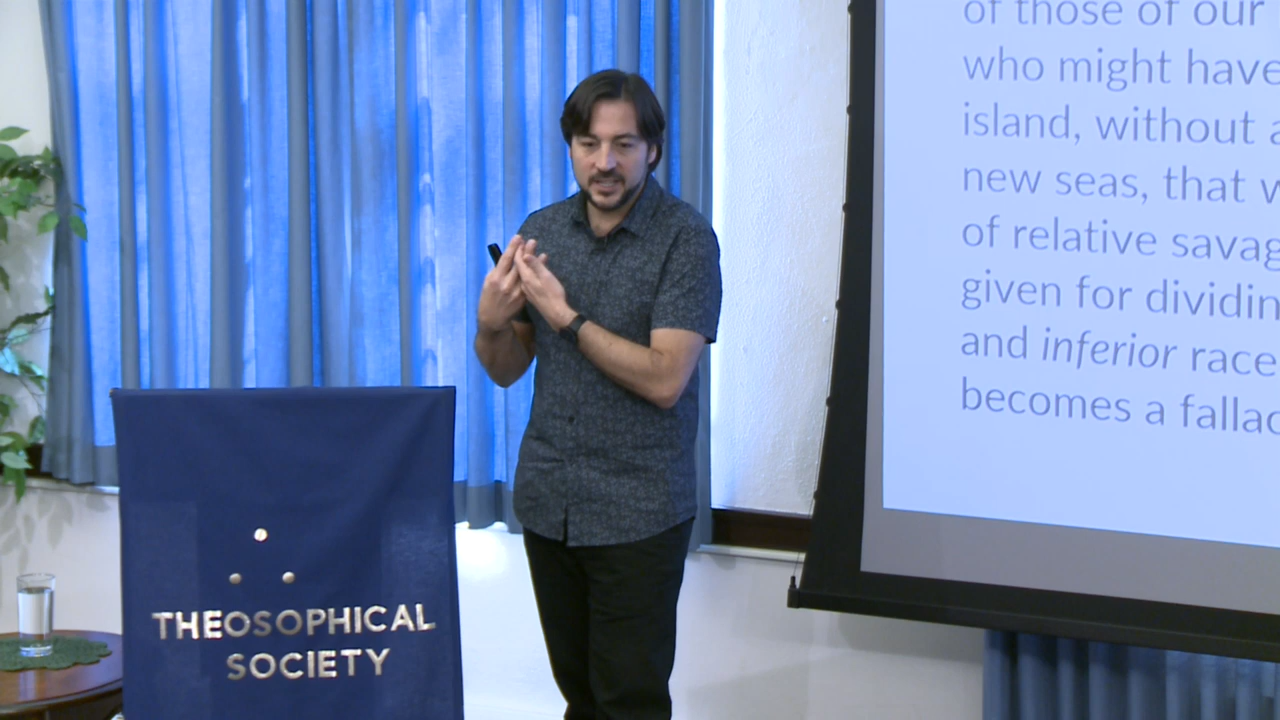 THEOSOPHICAL
SOCIETY
of those of our
who might have
island, without a
new seas, that w
of relative savag
given for dividin
and inferior race
becomes a fallac